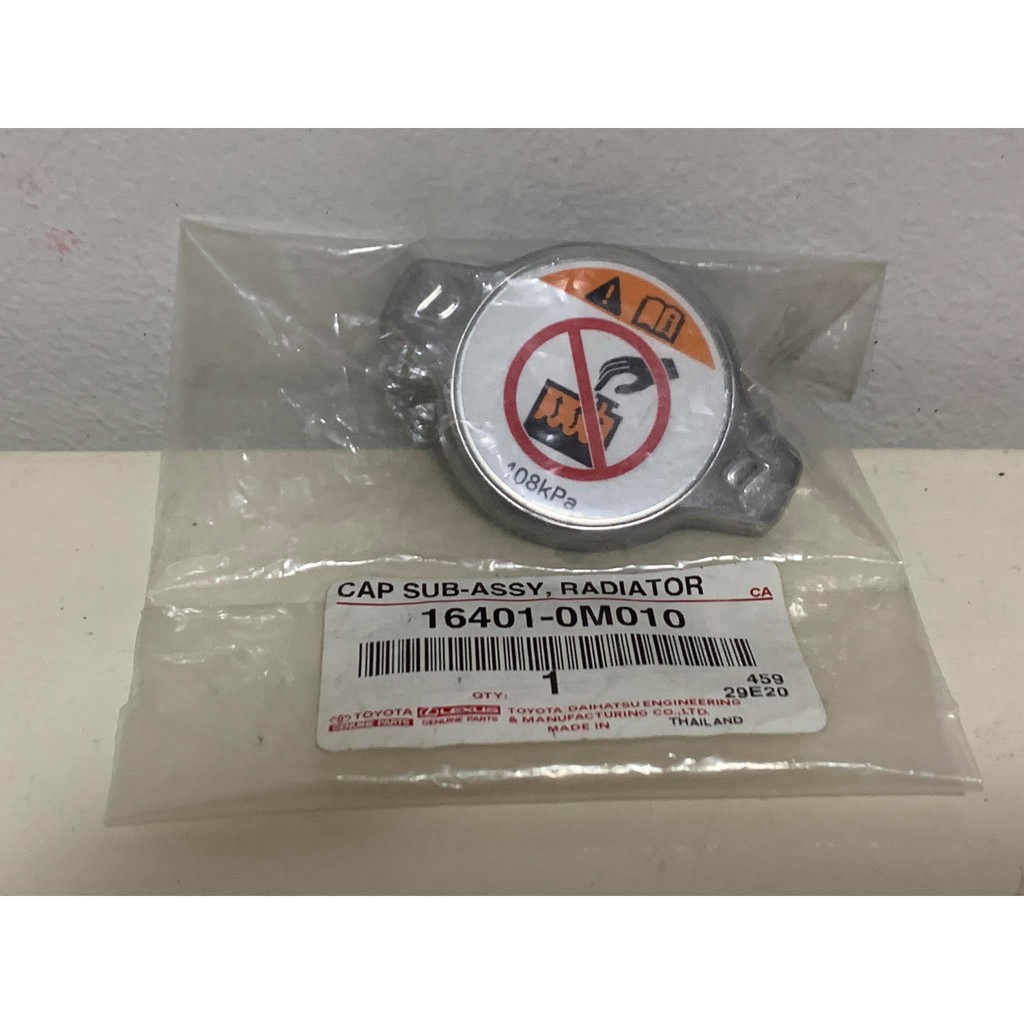 108kPa
CAP SUB-ASSY, RADIATOR CA
16401-0M010
QTY: 1 459
29E20
TOYOTA GENUINE PARTS LEXUS GENUINE PARTS TOYOTA DAIHATSU ENGINEERING & MANUFACTURING CO.,LTD.
MADE IN THAILAND